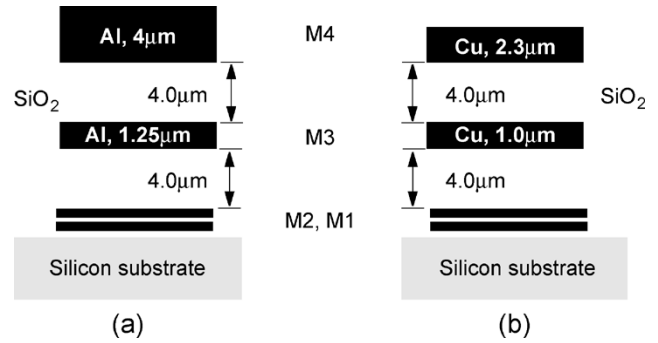 Al, 4μm
M4
Cu, 2.3μm
SiO2
4.0μm
4.0μm
SiO2
Al, 1.25μm
M3
Cu, 1.0μm
4.0μm
4.0μm
M2, M1
Silicon substrate
Silicon substrate
(a)
(b)